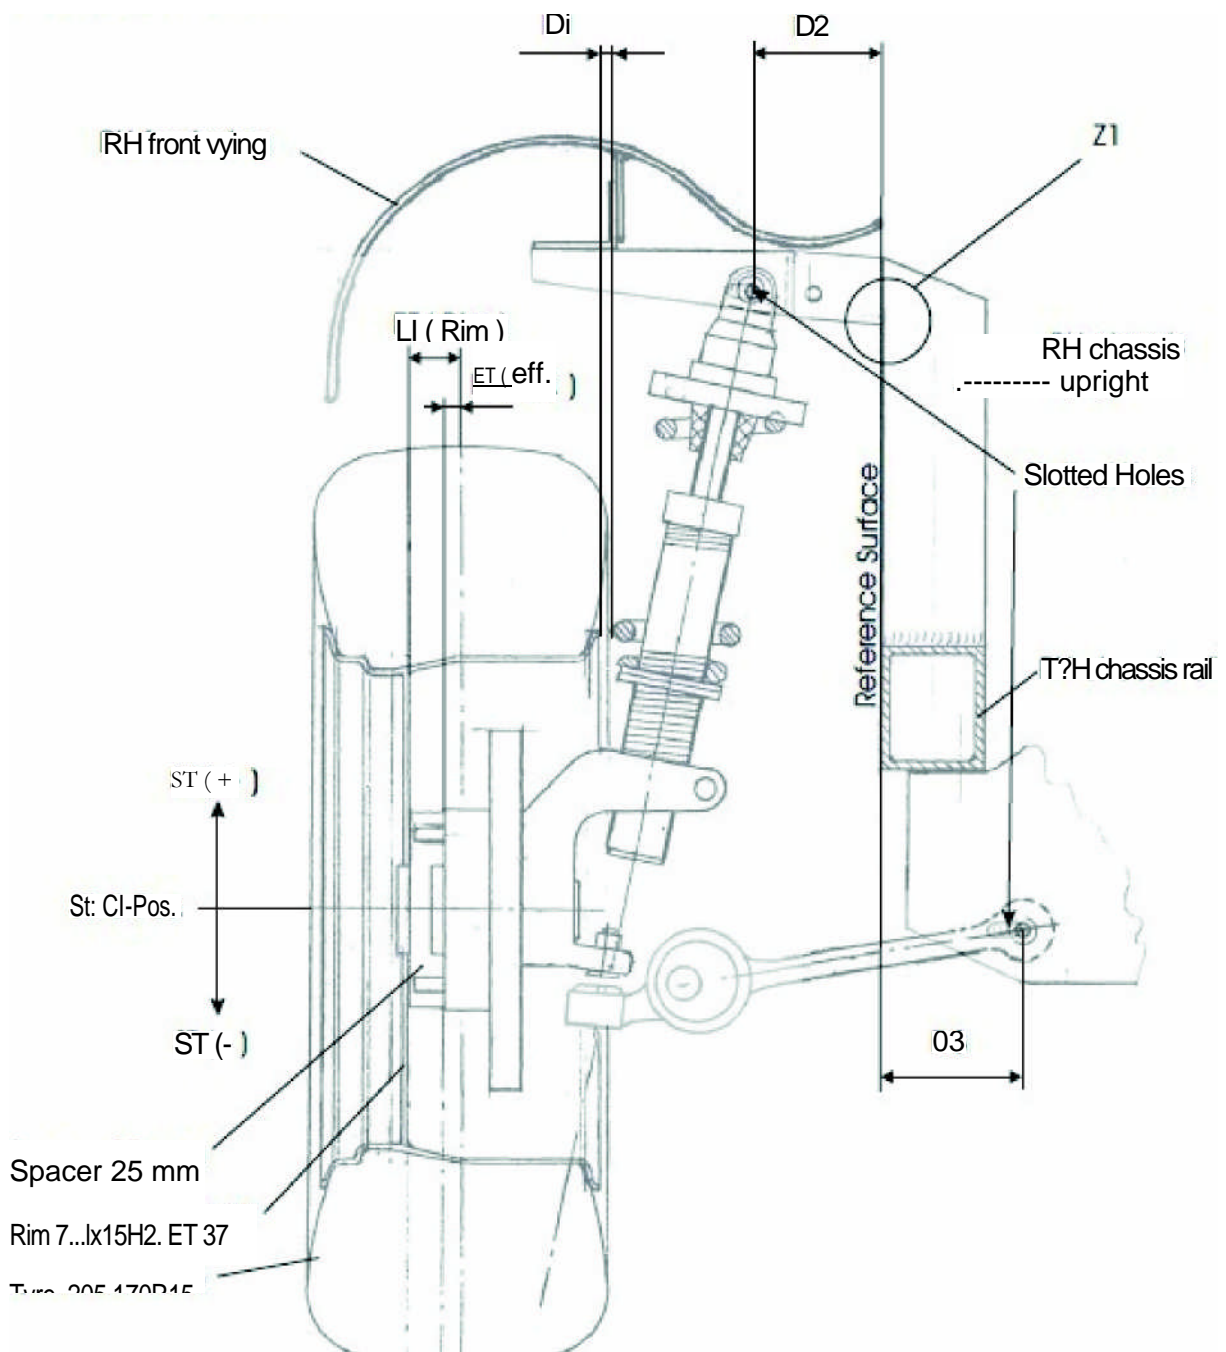 Di
D2
RH front vying
Z1
LI ( Rim )
ET ( eff. )
RH chassis
.--------- upright
Slotted Holes
Reference Surface
T?H chassis rail
ST ( + )
St: CI-Pos.
ST (- )
03
Spacer 25 mm
Rim 7...lx15H2. ET 37